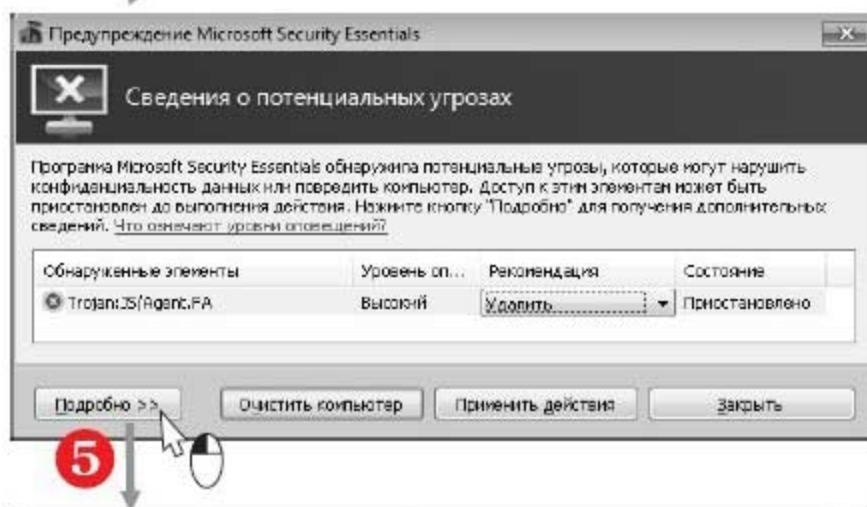 Предупреждение Microsoft Security Essentials
Сведения о потенциальных угрозах
Программа Microsoft Security Essentials обнаружила потенциальные угрозы, которые могут нарушить
конфиденциальность данных или повредить компьютер. Доступ к этим элементам может быть
приостановлен до выполнения действия. Нажмите кнопку "Подробно" для получения дополнительных
сведений. Что означают уровни оповещений?
Обнаруженные элементы Уровень оп... Рекомендация Состояние
Trojan:JS/Agent.FA Высокий Удалить Приостановлено
Подробно >> Очистить компьютер Применить действия Закрыть
5